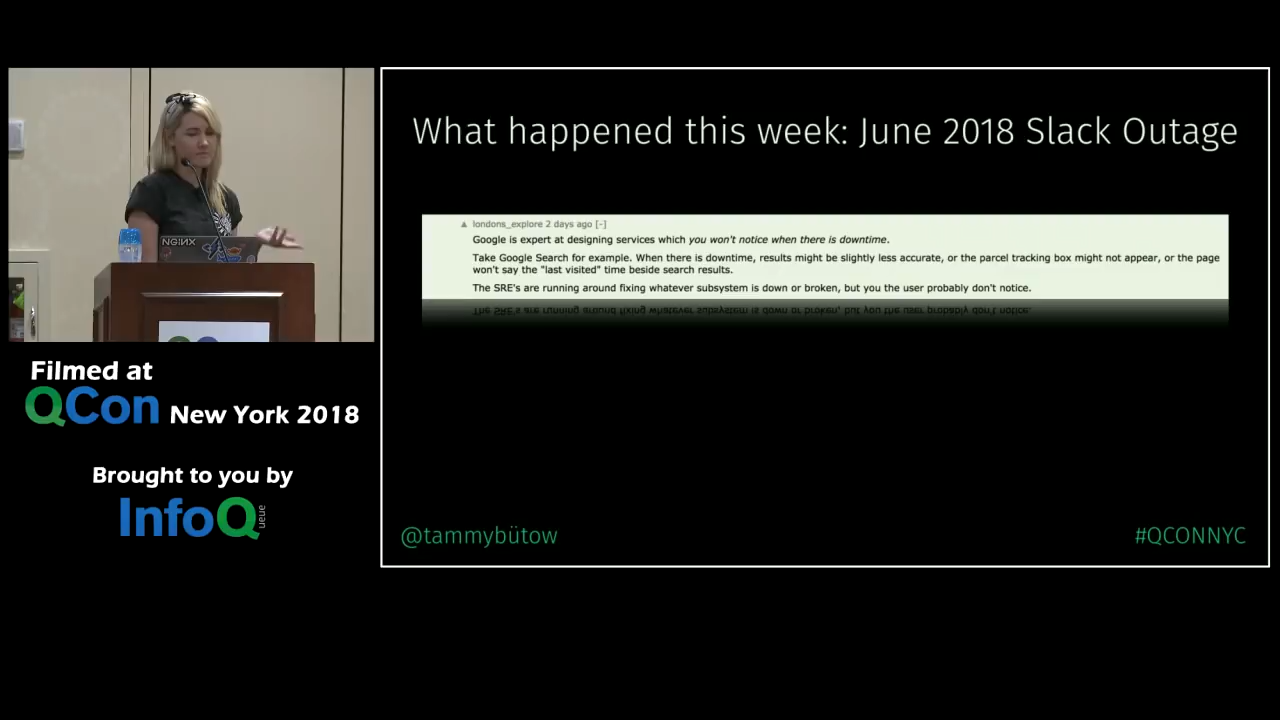 What happened this week: June 2018 Slack Outage
▲ londons_explore 2 days ago [-]
Google is expert at designing services which you won't notice when there is downtime.
Take Google Search for example. When there is downtime, results might be slightly less accurate, or the parcel tracking box might not appear, or the page
won't say the "last visited" time beside search results.
The SRE's are running around fixing whatever subsystem is down or broken, but you the user probably don't notice.
@tammybütow
#QCONNYC
NGINX
Filmed at
QCon New York 2018
Brought to you by
InfoQ
ueue